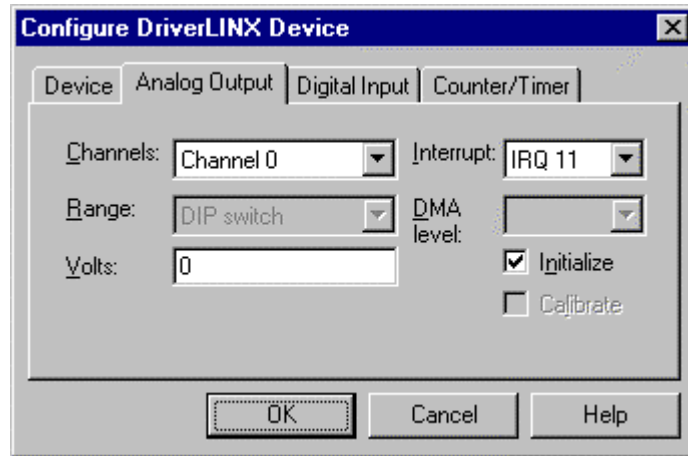 Configure DriverLINX Device
Device Analog Output Digital Input Counter/Timer
Channels: Channel 0 Interrupt: IRQ 11
Range: DIP switch DMA level:
Volts: 0 Initialize
Calibrate
OK Cancel Help